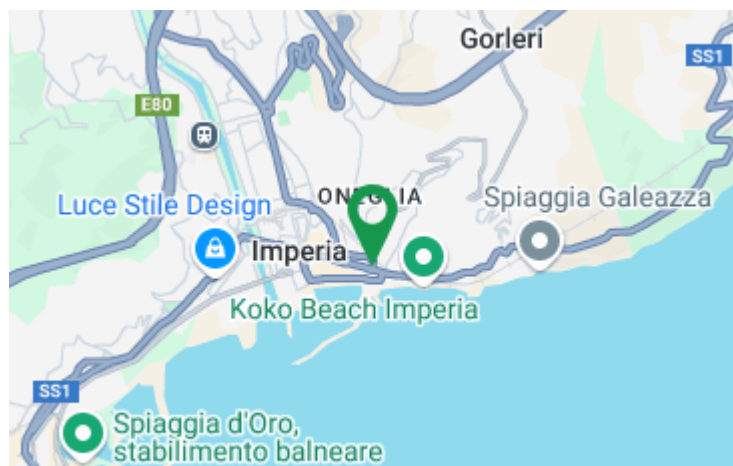 Gorleri
SS1
E80
ONEGLIA
Spiaggia Galeazza
Luce Stile Design
Imperia
Koko Beach Imperia
SS1
Spiaggia d'Oro,
stabilimento balneare